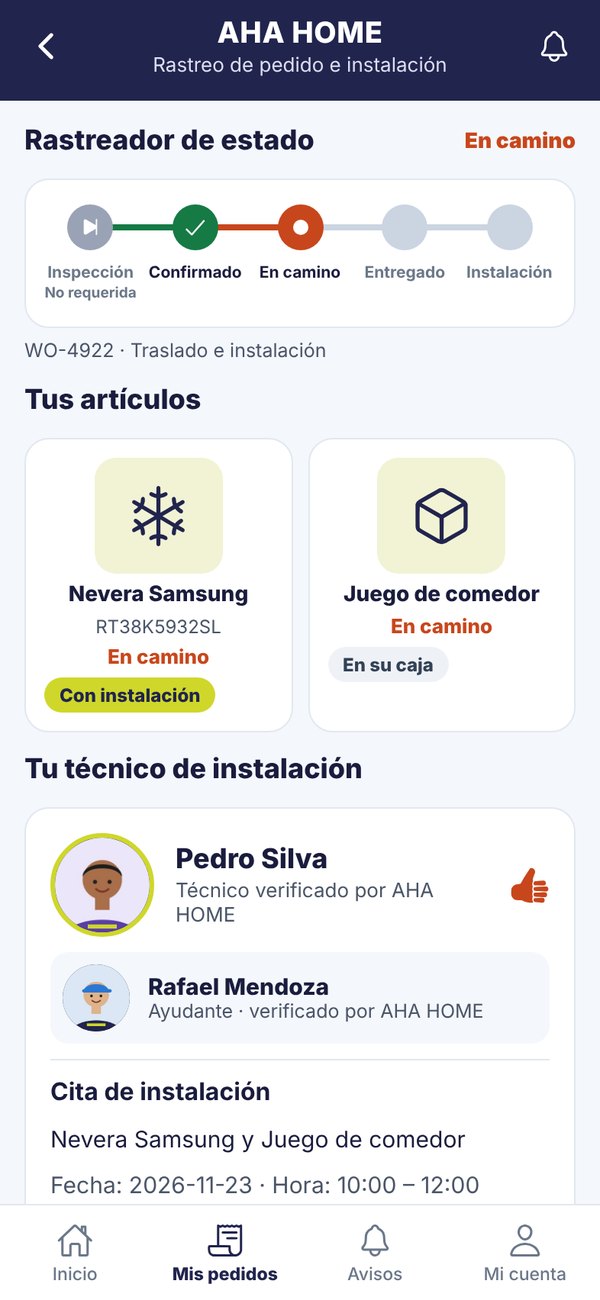 AHA HOME
Rastreo de pedido e instalación
Rastreador de estado
En camino
Inspección
No requerida
Confirmado
En camino
Entregado
Instalación
WO-4922 · Traslado e instalación
Tus artículos
Nevera Samsung
RT38K5932SL
En camino
Con instalación
Juego de comedor
En camino
En su caja
Tu técnico de instalación
Pedro Silva
Técnico verificado por AHA
HOME
Rafael Mendoza
Ayudante · verificado por AHA HOME
Cita de instalación
Nevera Samsung y Juego de comedor
Fecha: 2026-11-23 · Hora: 10:00 – 12:00
Inicio
Mis pedidos
Avisos
Mi cuenta